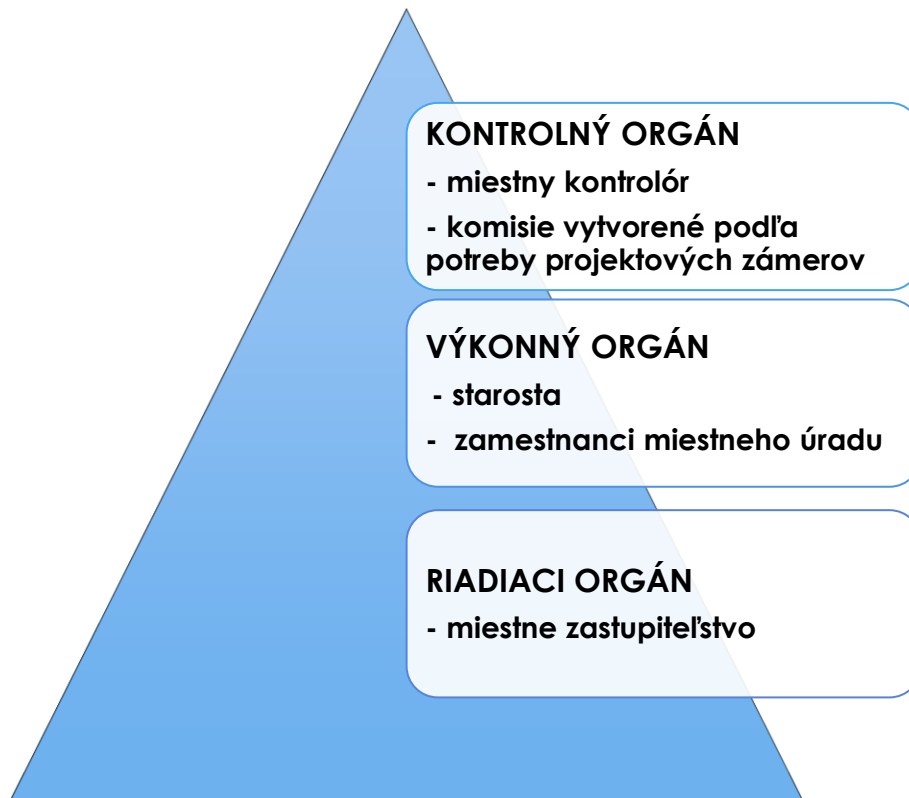 KONTROLNÝ ORGÁN
- miestny kontrolór
- komisie vytvorené podľa
potreby projektových zámerov
VÝKONNÝ ORGÁN
- starosta
- zamestnanci miestneho úradu
RIADIACI ORGÁN
- miestne zastupiteľstvo